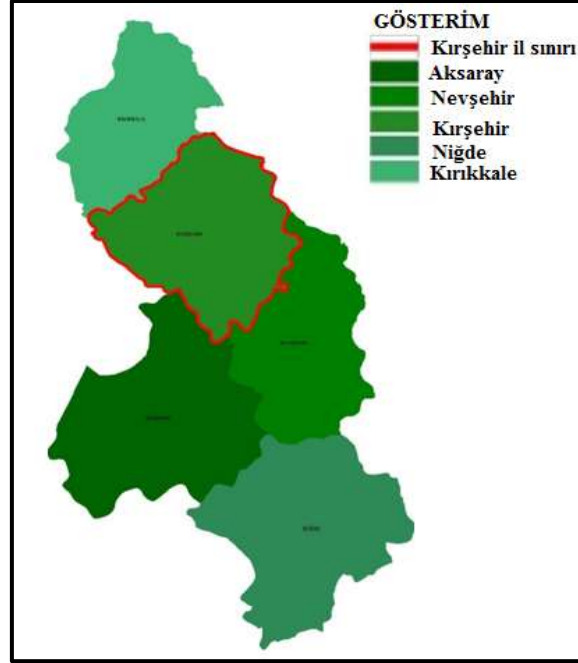 GÖSTERİM
Kırşehir il sınırı
Aksaray
Nevşehir
Kırşehir
Niğde
Kırıkkale